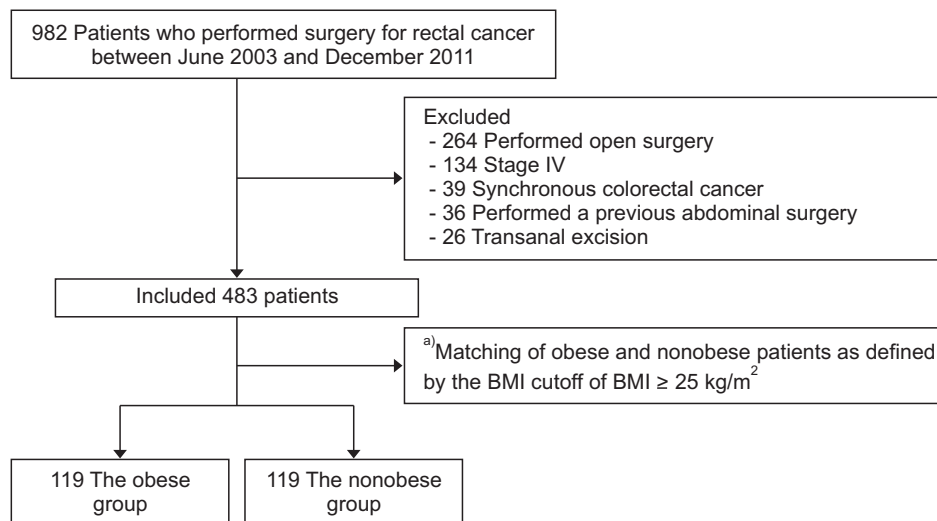 982 Patients who performed surgery for rectal cancer
between June 2003 and December 2011
Excluded
- 264 Performed open surgery
- 134 Stage IV
- 39 Synchronous colorectal cancer
- 36 Performed a previous abdominal surgery
- 26 Transanal excision
Included 483 patients
a)Matching of obese and nonobese patients as defined
by the BMI cutoff of BMI ≥ 25 kg/m2
119 The obese
group
119 The nonobese
group